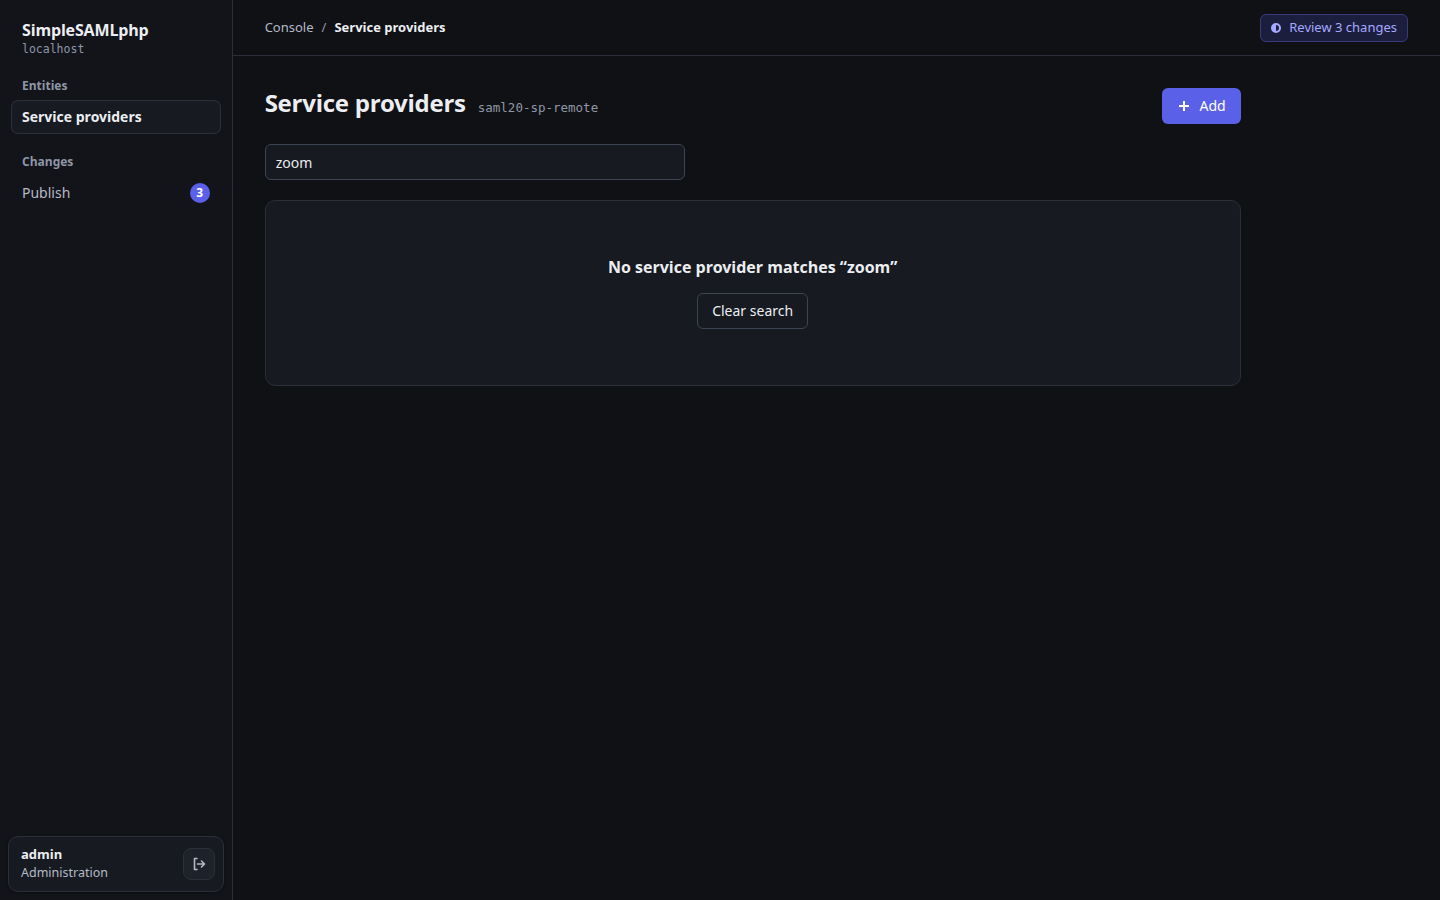 SimpleSAMLphp
localhost
Entities
Service providers
Changes
Publish 3
admin
Administration
Console / Service providers
Review 3 changes
Service providers saml20-sp-remote
Add
zoom
No service provider matches “zoom”
Clear search